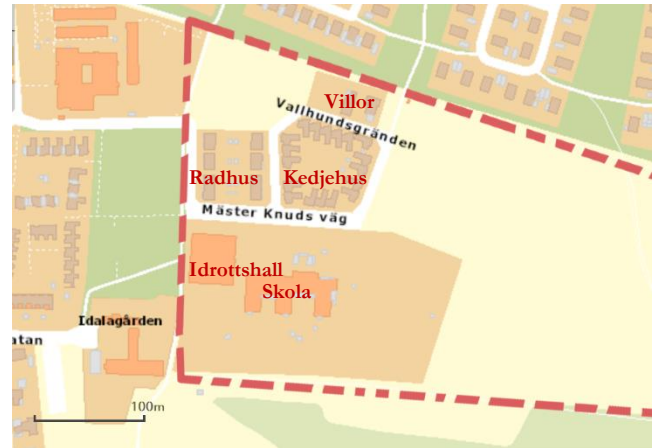 Villor
Vallhundsgränden
Radhus
Kedjehus
Mäster Knuds väg
Idrottshall
Skola
Idalagården
atan
100m